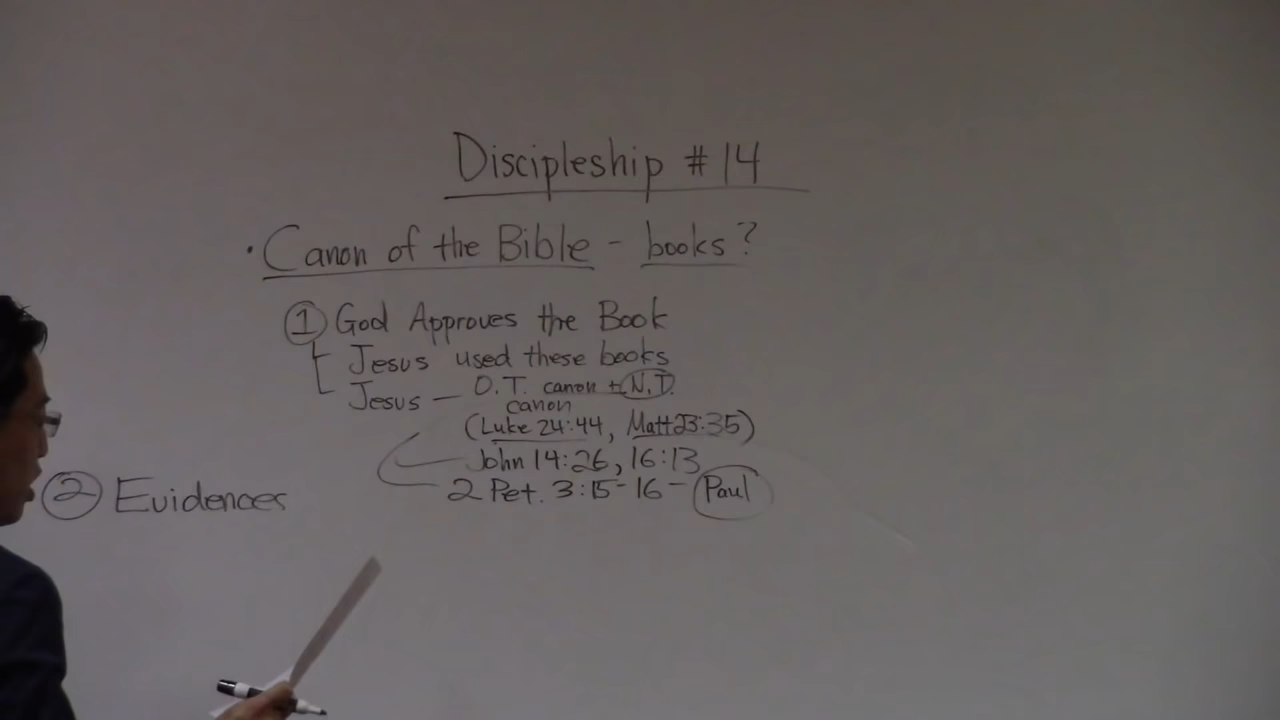 Discipleship #14
· Canon of the Bible - books?
① God Approves the Book
Jesus used these books
Jesus — O.T. canon + N.T.
canon
(Luke 24:44, Matt 23:35)
John 14:26, 16:13
2 Pet. 3:15-16 - Paul
② Evidences